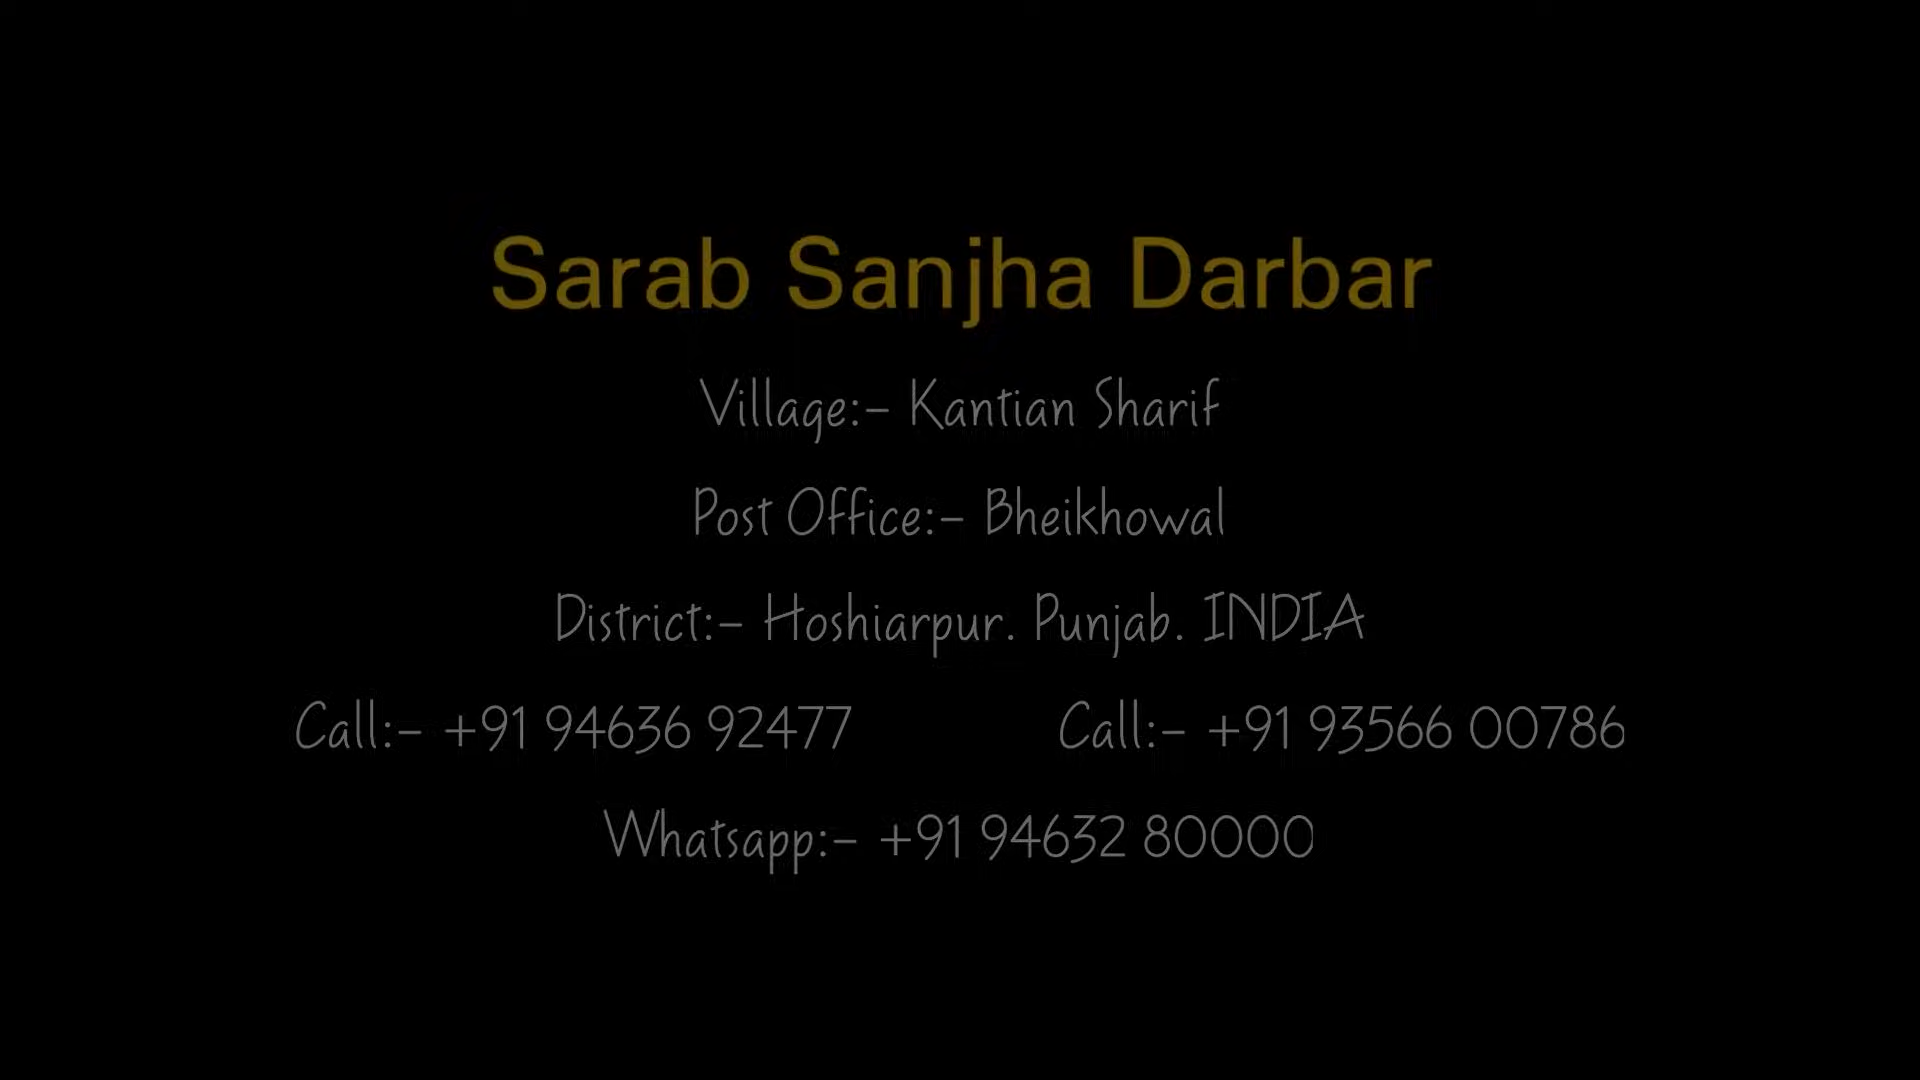 Sarab Sanjha Darbar
Village:– Kantian Sharif
Post Office:– Bheikhowal
District:– Hoshiarpur. Punjab. INDIA
Call:– +91 94636 92477 Call:– +91 93566 00786
Whatsapp:– +91 94632 80000